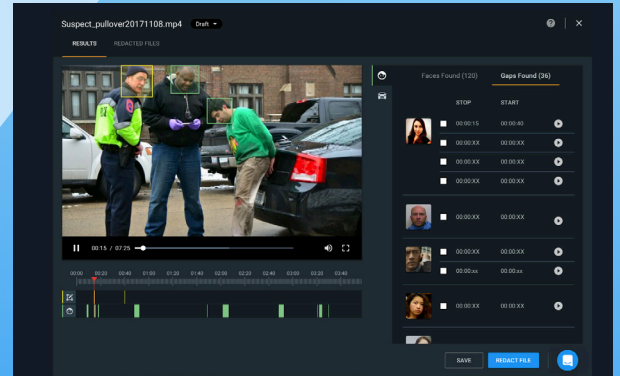 Suspect_pullover20171108.mp4 Draft
RESULTS REDACTED FILES
Faces Found (120) Gaps Found (36)
STOP START
00:00:15 00:00:40
00:00:XX 00:00:XX
00:00:XX 00:00:XX
00:00:XX 00:00:XX
00:00:XX 00:00:XX
00:00:XX 00:00:XX
00:00:xx 00:00:xx
00:00:XX 00:00:XX
00:15 / 07:25
00:00 00:20 00:40 01:00 01:20 01:40 02:00 02:20 02:40 03:00 03:20 03:40
SAVE REDACT FILE